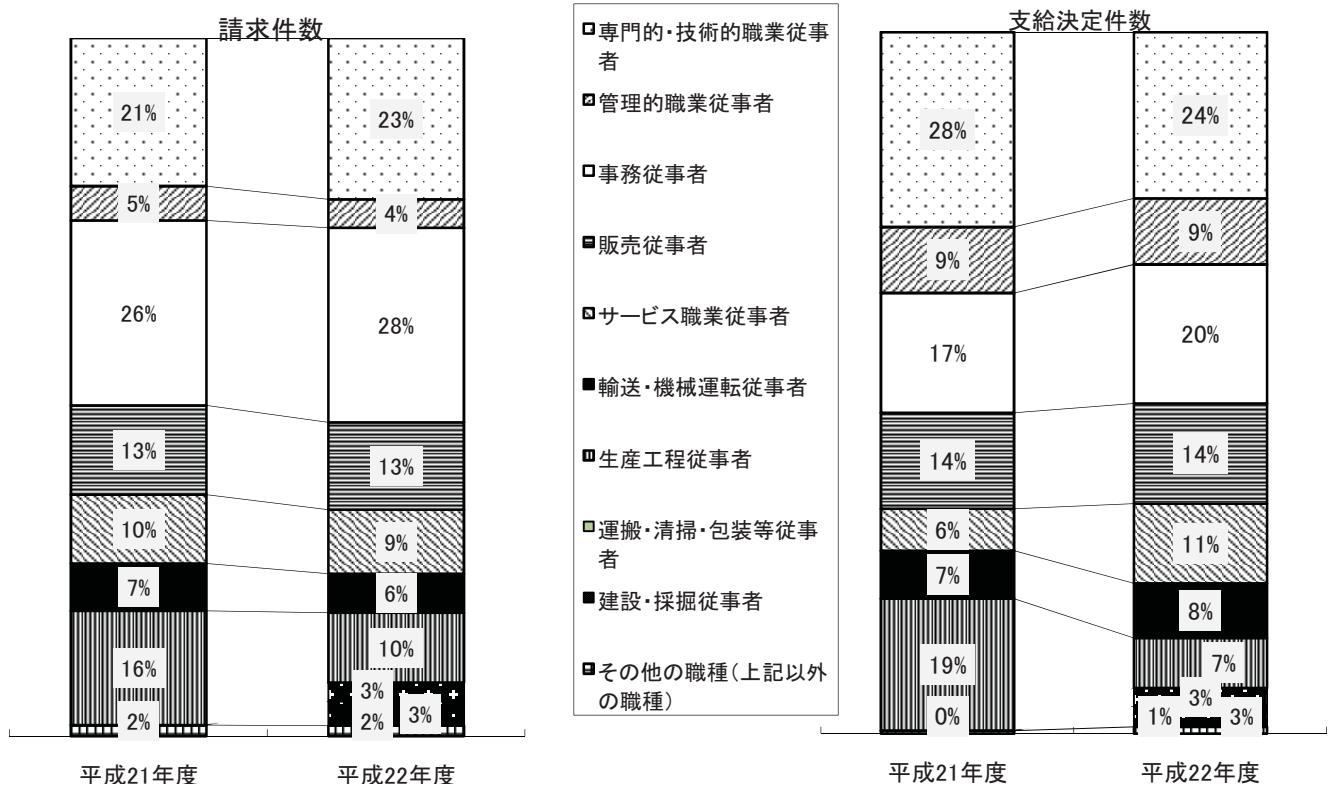 請求件数
21%
5%
26%
13%
10%
7%
16%
2%
平成21年度
23%
4%
28%
13%
9%
6%
10%
3%
2%
3%
平成22年度
専門的・技術的職業従事
者
管理的職業従事者
事務従事者
販売従事者
サービス職業従事者
輸送・機械運転従事者
生産工程従事者
運搬・清掃・包装等従事
者
建設・採掘従事者
その他の職種(上記以外
の職種)
支給決定件数
28%
9%
17%
14%
6%
7%
19%
0%
平成21年度
24%
9%
20%
14%
11%
8%
7%
3%
1%
3%
平成22年度